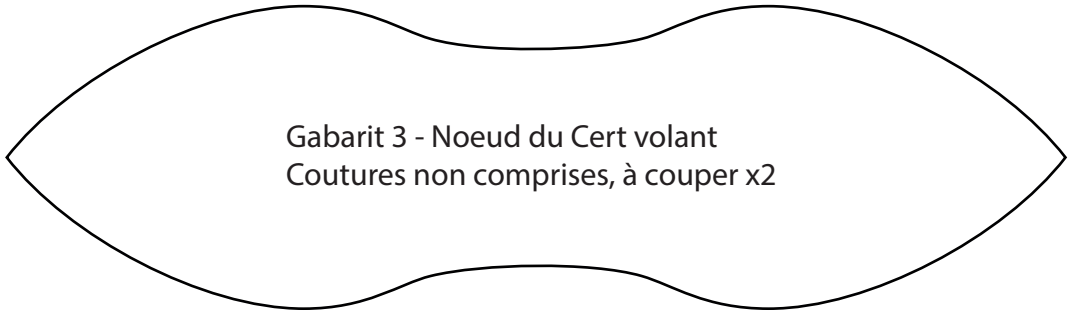 Gabarit 3 - Noeud du Cert volant
Coutures non comprises, à couper x2